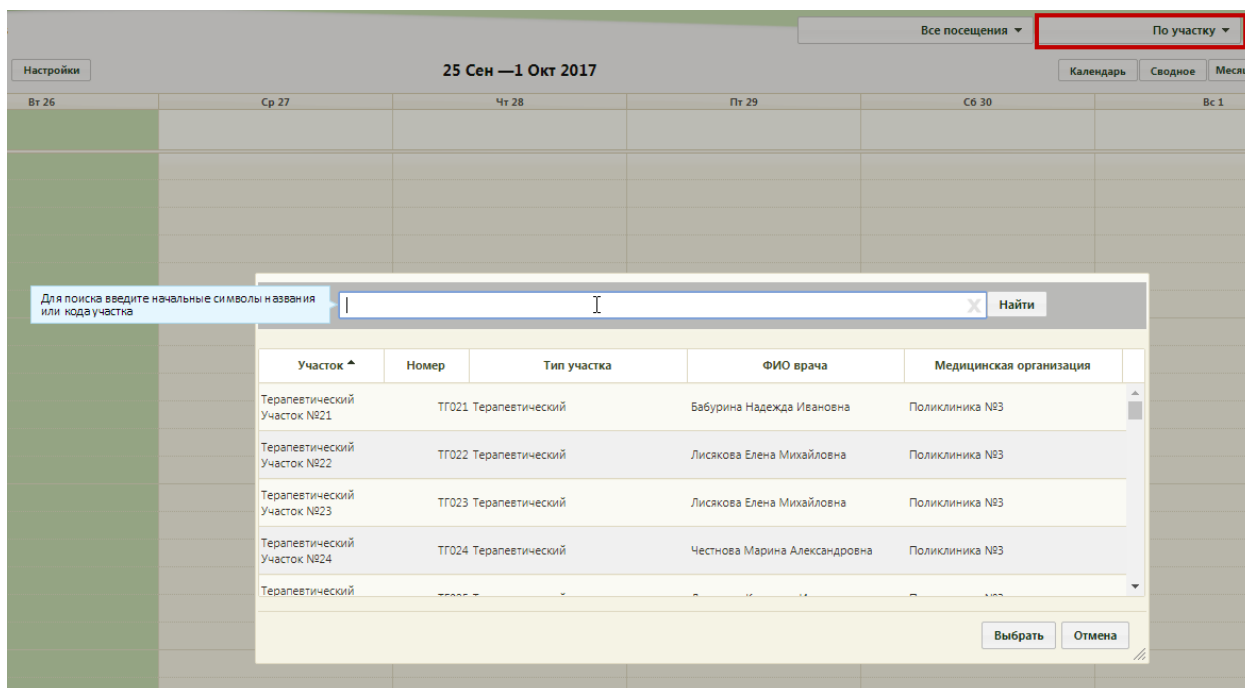 Все посещения
По участку
Настройки
25 Сен —1 Окт 2017
Календарь
Сводное
Вт 26
Ср 27
Чт 28
Пт 29
Сб 30
Вс 1
Для поиска введите начальные символы названия
или кода участка
Найти
Участок
Номер
Тип участка
ФИО врача
Медицинская организация
Терапевтический
Участок №21
ТГ021
Терапевтический
Бабурина Надежда Ивановна
Поликлиника №3
Терапевтический
Участок №22
ТГ022
Терапевтический
Лисякова Елена Михайловна
Поликлиника №3
Терапевтический
Участок №23
ТГ023
Терапевтический
Лисякова Елена Михайловна
Поликлиника №3
Терапевтический
Участок №24
ТГ024
Терапевтический
Честнова Марина Александровна
Поликлиника №3
Терапевтический
Выбрать
Отмена